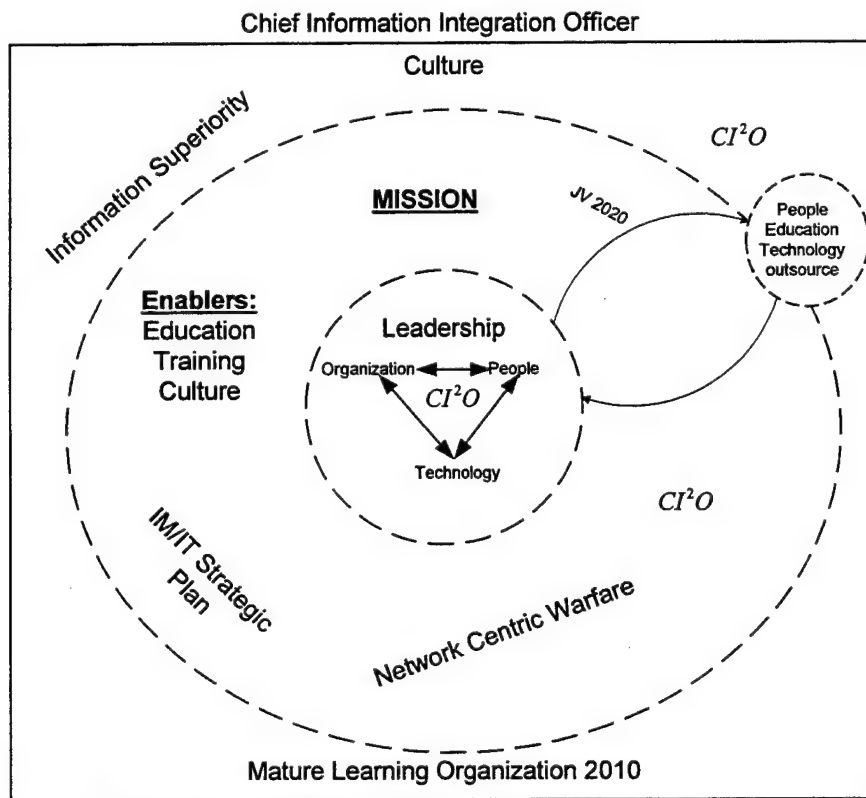 Chief Information Integration Officer
Culture
Information Superiority
CI²O
MISSION
JV 2020
People
Education
Technology
outsource
Enablers:
Education
Training
Culture
Leadership
Organization
People
CI²O
Technology
CI²O
IM/IT Strategic
Plan
Network Centric Warfare
Mature Learning Organization 2010